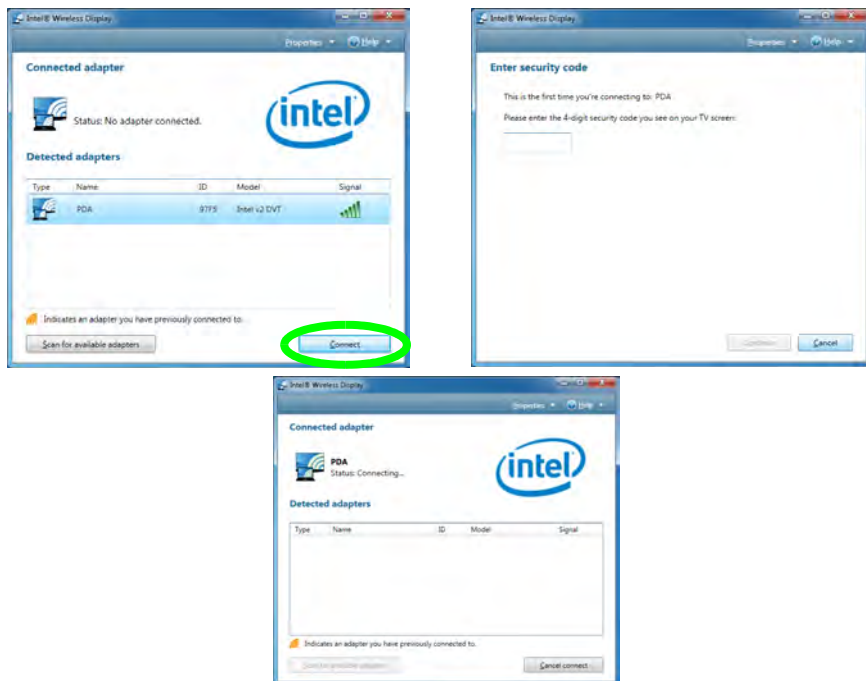 Intel® Wireless Display
Properties Help
Connected adapter
Status: No adapter connected.
intel
Detected adapters
Type Name ID Model Signal
PDA 97F9 Intel v2 DVT
Indicates an adapter you have previously connected to.
Scan for available adapters Connect
Intel® Wireless Display
Properties Help
Enter security code
This is the first time you're connecting to: PDA
Please enter the 4-digit security code you see on your TV screen:
Continue Cancel
Intel® Wireless Display
Properties Help
Connected adapter
PDA
Status: Connecting...
intel
Detected adapters
Type Name ID Model Signal
Indicates an adapter you have previously connected to.
Scan for available adapters Cancel connect